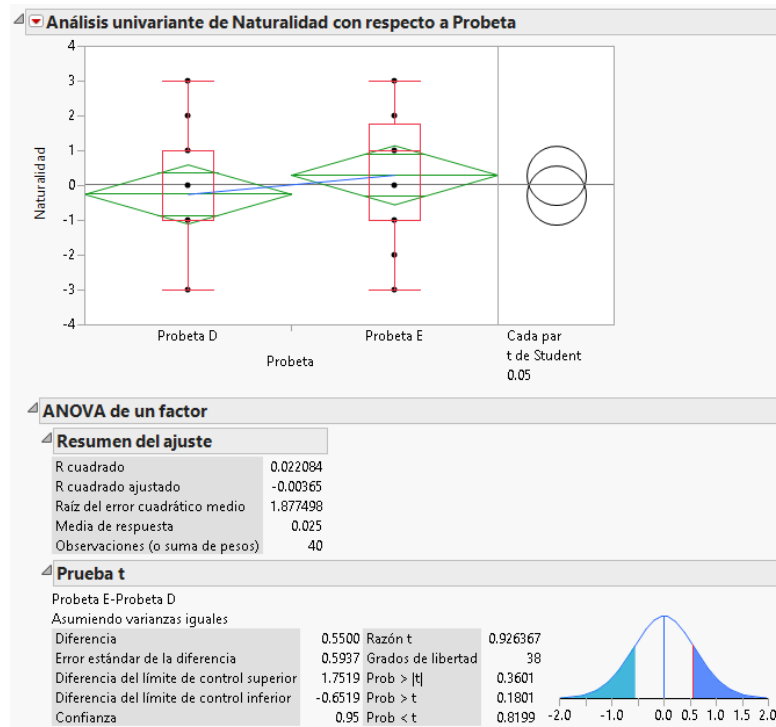 Análisis univariante de Naturalidad con respecto a Probeta
4
3
2
1
0
-1
-2
-3
-4
Naturalidad
Probeta D Probeta E
Probeta
Cada par
t de Student
0.05
ANOVA de un factor
Resumen del ajuste
R cuadrado 0.022084
R cuadrado ajustado -0.00365
Raíz del error cuadrático medio 1.877498
Media de respuesta 0.025
Observaciones (o suma de pesos) 40
Prueba t
Probeta E-Probeta D
Asumiendo varianzas iguales
Diferencia 0.5500 Razón t 0.926367
Error estándar de la diferencia 0.5937 Grados de libertad 38
Diferencia del límite de control superior 1.7519 Prob > |t| 0.3601
Diferencia del límite de control inferior -0.6519 Prob > t 0.1801
Confianza 0.95 Prob < t 0.8199
-2.0 -1.0 0.0 0.5 1.0 1.5 2.0